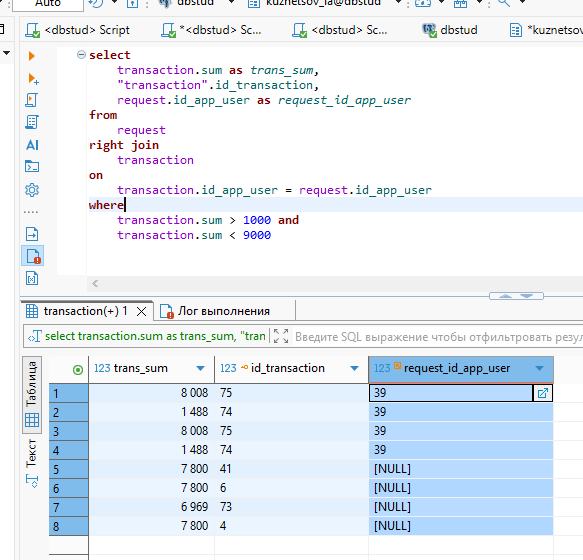 Auto
dbstud
kuznetsov_ia@dbstud
<dbstud> Script
*<dbstud> Sc...
<dbstud> Sc...
dbstud
*kuznetsov
select
transaction.sum as trans_sum,
"transaction".id_transaction,
request.id_app_user as request_id_app_user
from
request
right join
transaction
on
transaction.id_app_user = request.id_app_user
where
transaction.sum > 1000 and
transaction.sum < 9000
AI
transaction(+) 1
Лог выполнения
select transaction.sum as trans_sum, "tran
Введите SQL выражение чтобы отфильтровать резул
Таблица
Текст
123 trans_sum 123 id_transaction 123 request_id_app_user
1 8 008 75 39
2 1 488 74 39
3 8 008 75 39
4 1 488 74 39
5 7 800 41 [NULL]
6 7 800 6 [NULL]
7 6 969 73 [NULL]
8 7 800 4 [NULL]